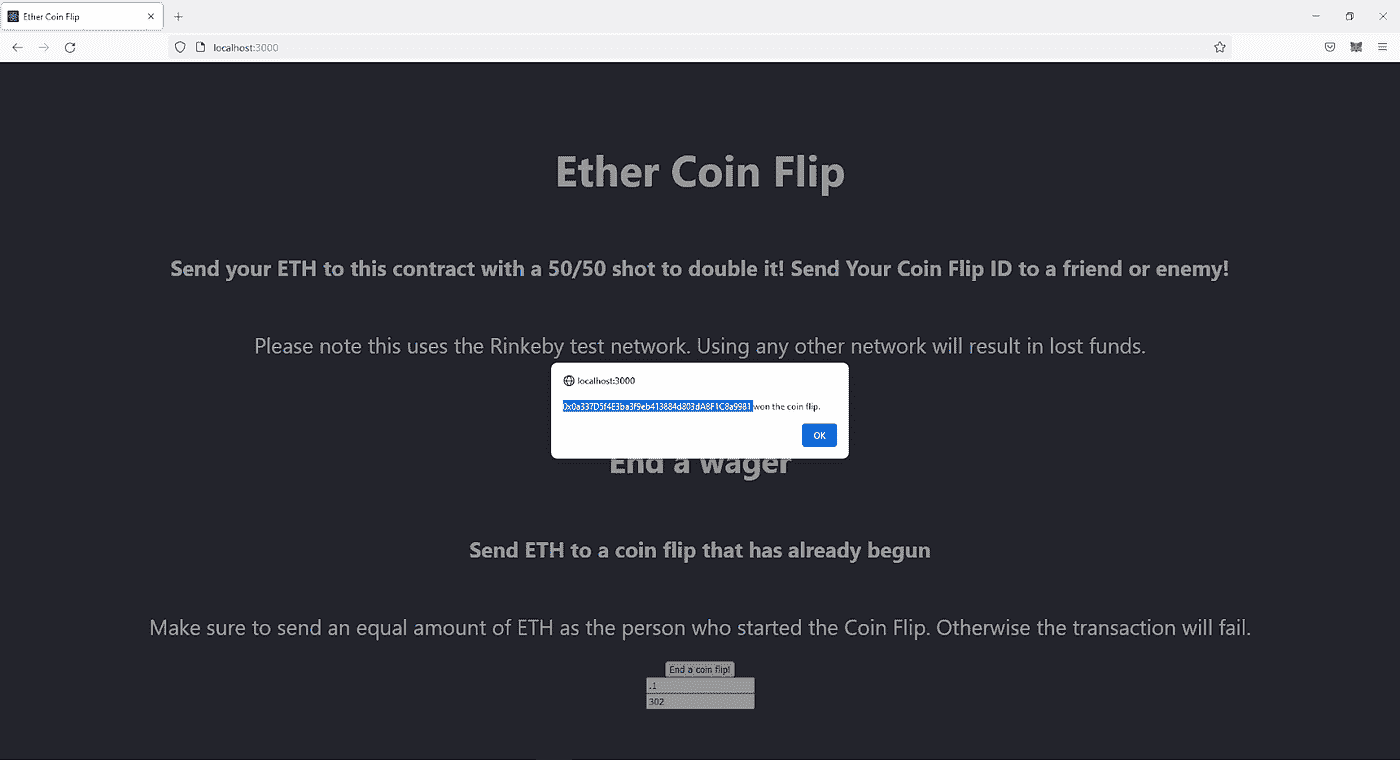 Ether Coin Flip
localhost:3000
Ether Coin Flip
Send your ETH to this contract with a 50/50 shot to double it! Send Your Coin Flip ID to a friend or enemy!
Please note this uses the Rinkeby test network. Using any other network will result in lost funds.
localhost:3000
won the coin flip.
OK
End a wager
Send ETH to a coin flip that has already begun
Make sure to send an equal amount of ETH as the person who started the Coin Flip. Otherwise the transaction will fail.
End a coin flip!
.1
302